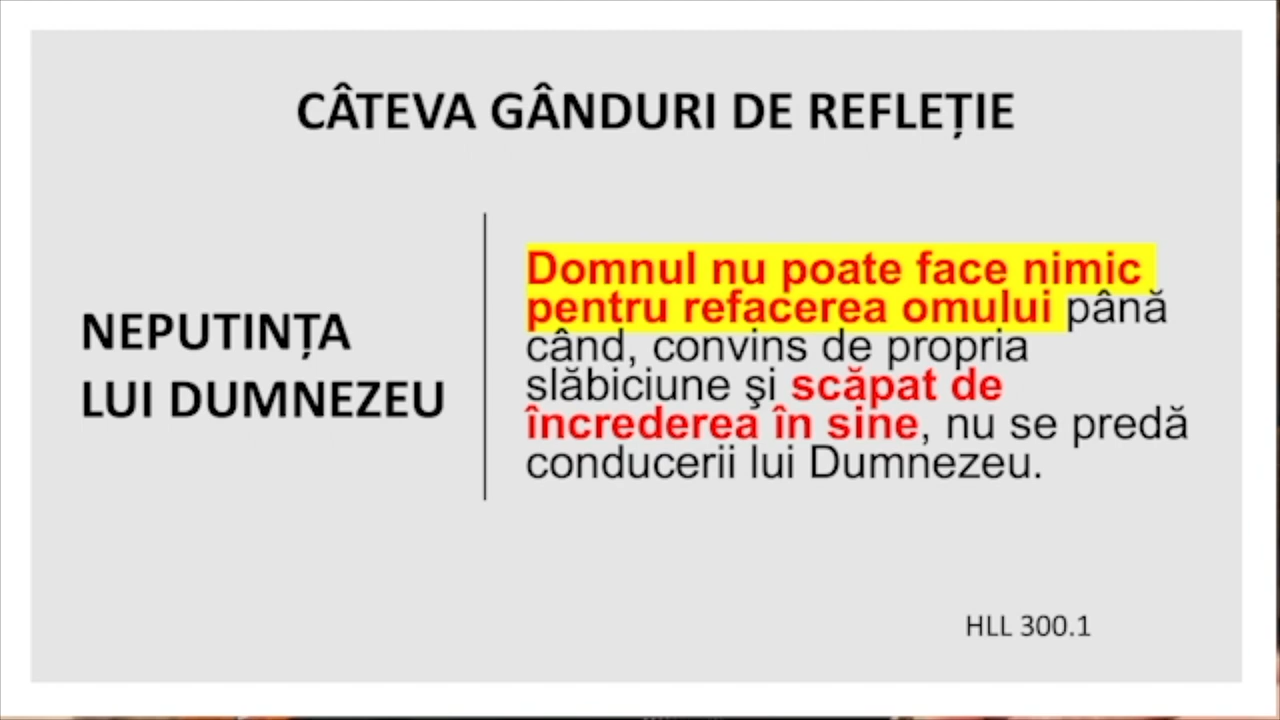 CÂTEVA GÂNDURI DE REFLEȚIE
NEPUTINȚA
LUI DUMNEZEU
Domnul nu poate face nimic
pentru refacerea omului până
când, convins de propria
slăbiciune şi scăpat de
încrederea în sine, nu se predă
conducerii lui Dumnezeu.
HLL 300.1